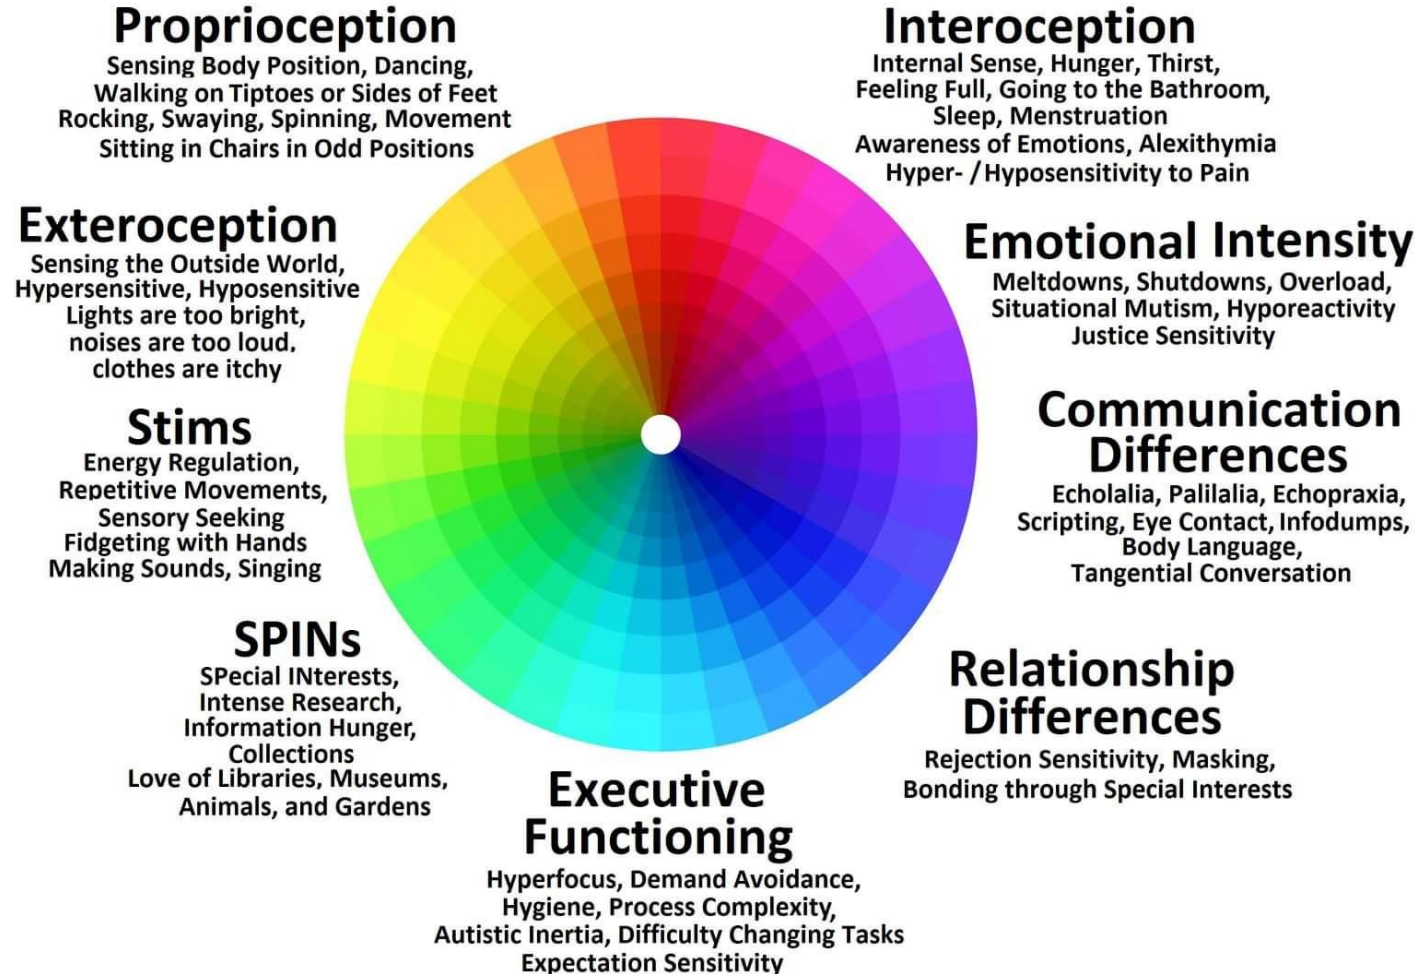 Proprioception
Sensing Body Position, Dancing,
Walking on Tiptoes or Sides of Feet
Rocking, Swaying, Spinning, Movement
Sitting in Chairs in Odd Positions
Interoception
Internal Sense, Hunger, Thirst,
Feeling Full, Going to the Bathroom,
Sleep, Menstruation
Awareness of Emotions, Alexithymia
Hyper- / Hyposensitivity to Pain
Exteroception
Sensing the Outside World,
Hypersensitive, Hyposensitive
Lights are too bright,
noises are too loud.
clothes are itchy
Emotional Intensity
Meltdowns, Shutdowns, Overload,
Situational Mutism, Hyporeactivity
Justice Sensitivity
Stims
Energy Regulation,
Repetitive Movements,
Sensory Seeking
Fidgeting with Hands
Making Sounds, Singing
Communication
Differences
Echolalia, Palilalia, Echopraxia,
Scripting, Eye Contact, Infodumps,
Body Language,
Tangential Conversation
SPINs
SPecial INterests,
Intense Research,
Information Hunger,
Collections
Love of Libraries, Museums,
Animals, and Gardens
Relationship
Differences
Rejection Sensitivity, Masking,
Bonding through Special Interests
Executive
Functioning
Hyperfocus, Demand Avoidance,
Hygiene, Process Complexity,
Autistic Inertia, Difficulty Changing Tasks
Expectation Sensitivity